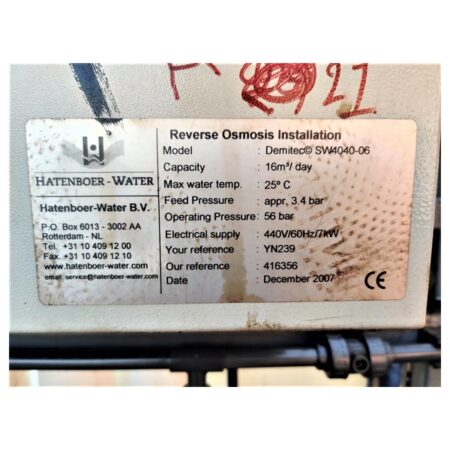 21
HATENBOER-WATER
Hatenboer-Water B.V.
P.O. Box 6013 - 3002 AA
Rotterdam - NL
Tel. +31 10 409 12 00
Fax. +31 10 409 12 10
www.hatenboer-water.com
email: service@hatenboer-water.com
Reverse Osmosis Installation
Model : Demitec© SW4040-06
Capacity : 16m³/ day
Max water temp. : 25º C
Feed Pressure : appr. 3.4 bar
Operating Pressure : 56 bar
Electrical supply : 440V/60Hz/7kW
Your reference : YN239
Our reference : 416356
Date : December 2007
CE